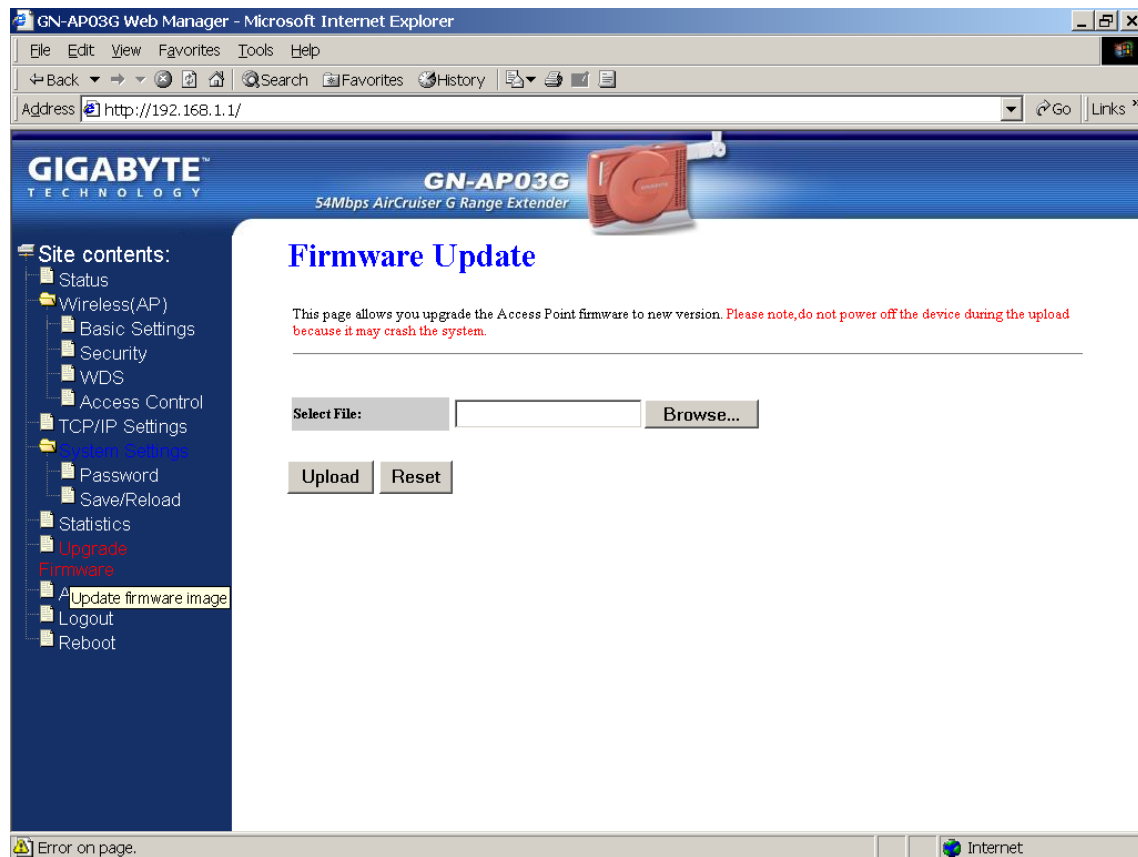 GN-AP03G Web Manager - Microsoft Internet Explorer
File Edit View Favorites Tools Help
Back Search Favorites History
Address http://192.168.1.1/ Go Links »
GIGABYTE™
TECHNOLOGY
GN-AP03G
54Mbps AirCruiser G Range Extender
Site contents:
Status
Wireless(AP)
Basic Settings
Security
WDS
Access Control
TCP/IP Settings
System Settings
Password
Save/Reload
Statistics
Upgrade
Firmware
A
Update firmware image
Logout
Reboot
Firmware Update
This page allows you upgrade the Access Point firmware to new version. Please note,do not power off the device during the upload
because it may crash the system.
Select File:
Browse...
Upload Reset
Error on page.
Internet